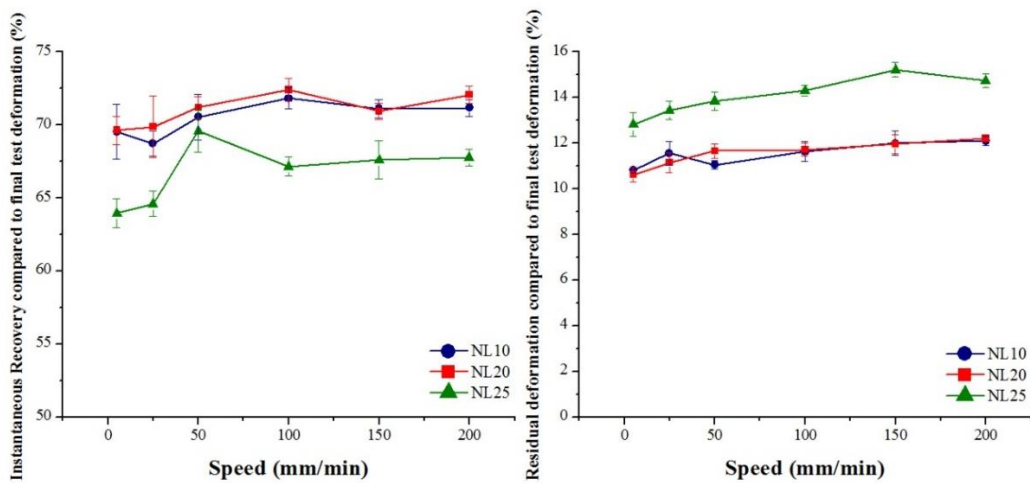 Instantaneous Recovery compared to final test deformation (%)
75
70
65
60
55
50
0 50 100 150 200
Speed (mm/min)
NL10
NL20
NL25
Residual deformation compared to final test deformation (%)
16
14
12
10
8
6
4
2
0
0 50 100 150 200
Speed (mm/min)
NL10
NL20
NL25